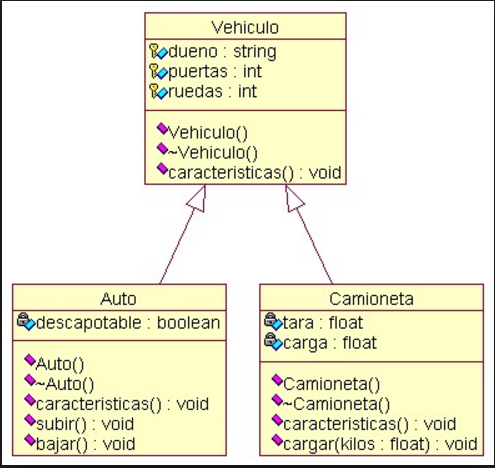 Vehiculo
dueno : string
puertas : int
ruedas : int
Vehiculo()
~Vehiculo()
caracteristicas() : void
Auto
descapotable : boolean
Auto()
~Auto()
caracteristicas() : void
subir() : void
bajar() : void
Camioneta
tara : float
carga : float
Camioneta()
~Camioneta()
caracteristicas() : void
cargar(kilos : float) : void